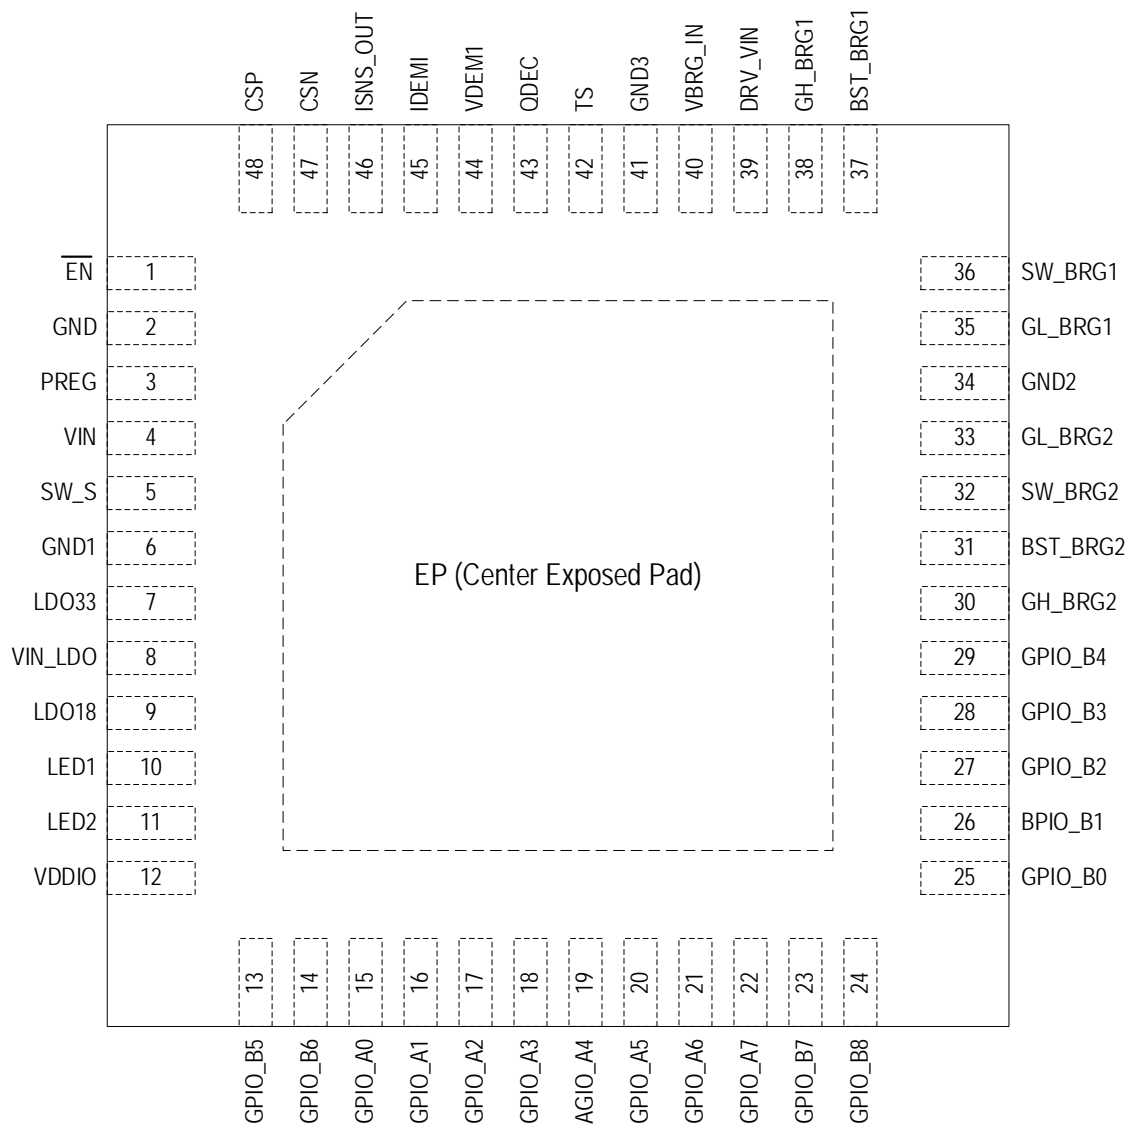 CSP
CSN
ISNS_OUT
IDEMI
VDEM1
QDEC
TS
GND3
VBRG_IN
DRV_VIN
GH_BRG1
BST_BRG1
48
47
46
45
44
43
42
41
40
39
38
37
EN 1
GND 2
PREG 3
VIN 4
SW_S 5
GND1 6
LDO33 7
VIN_LDO 8
LDO18 9
LED1 10
LED2 11
VDDIO 12
EP (Center Exposed Pad)
36 SW_BRG1
35 GL_BRG1
34 GND2
33 GL_BRG2
32 SW_BRG2
31 BST_BRG2
30 GH_BRG2
29 GPIO_B4
28 GPIO_B3
27 GPIO_B2
26 BPIO_B1
25 GPIO_B0
13
14
15
16
17
18
19
20
21
22
23
24
GPIO_B5
GPIO_B6
GPIO_A0
GPIO_A1
GPIO_A2
GPIO_A3
AGIO_A4
GPIO_A5
GPIO_A6
GPIO_A7
GPIO_B7
GPIO_B8